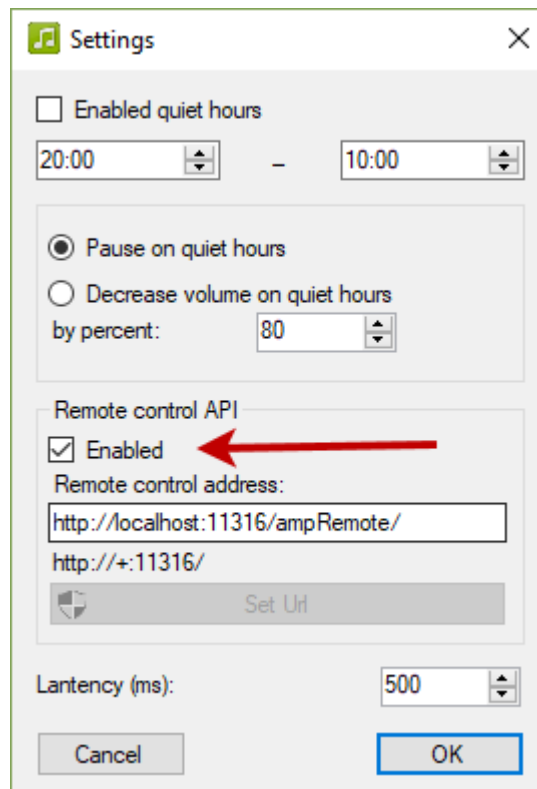 Settings
Enabled quiet hours
20:00 – 10:00
Pause on quiet hours
Decrease volume on quiet hours
by percent: 80
Remote control API
Enabled
Remote control address:
http://localhost:11316/ampRemote/
http://+:11316/
Set Url
Lantency (ms): 500
Cancel OK